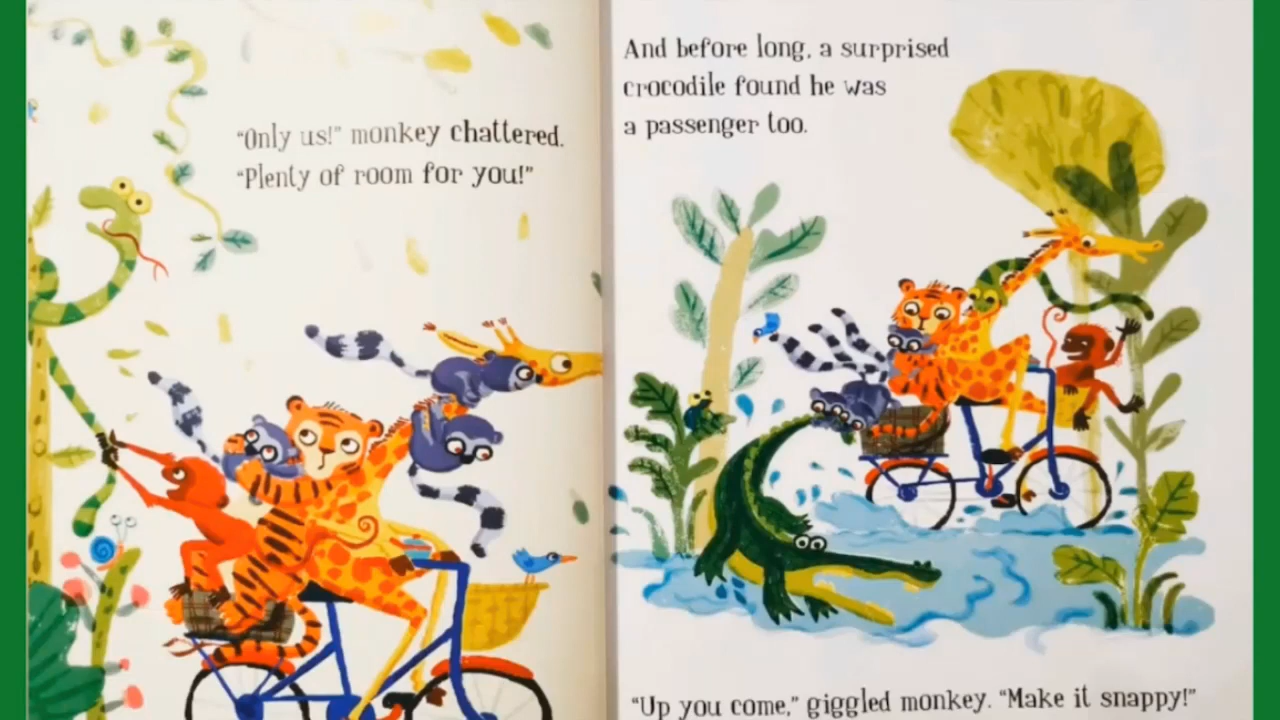 “Only us!” monkey chattered.
“Plenty of room for you!”
And before long, a surprised
crocodile found he was
a passenger too.
“Up you come,” giggled monkey. “Make it snappy!”